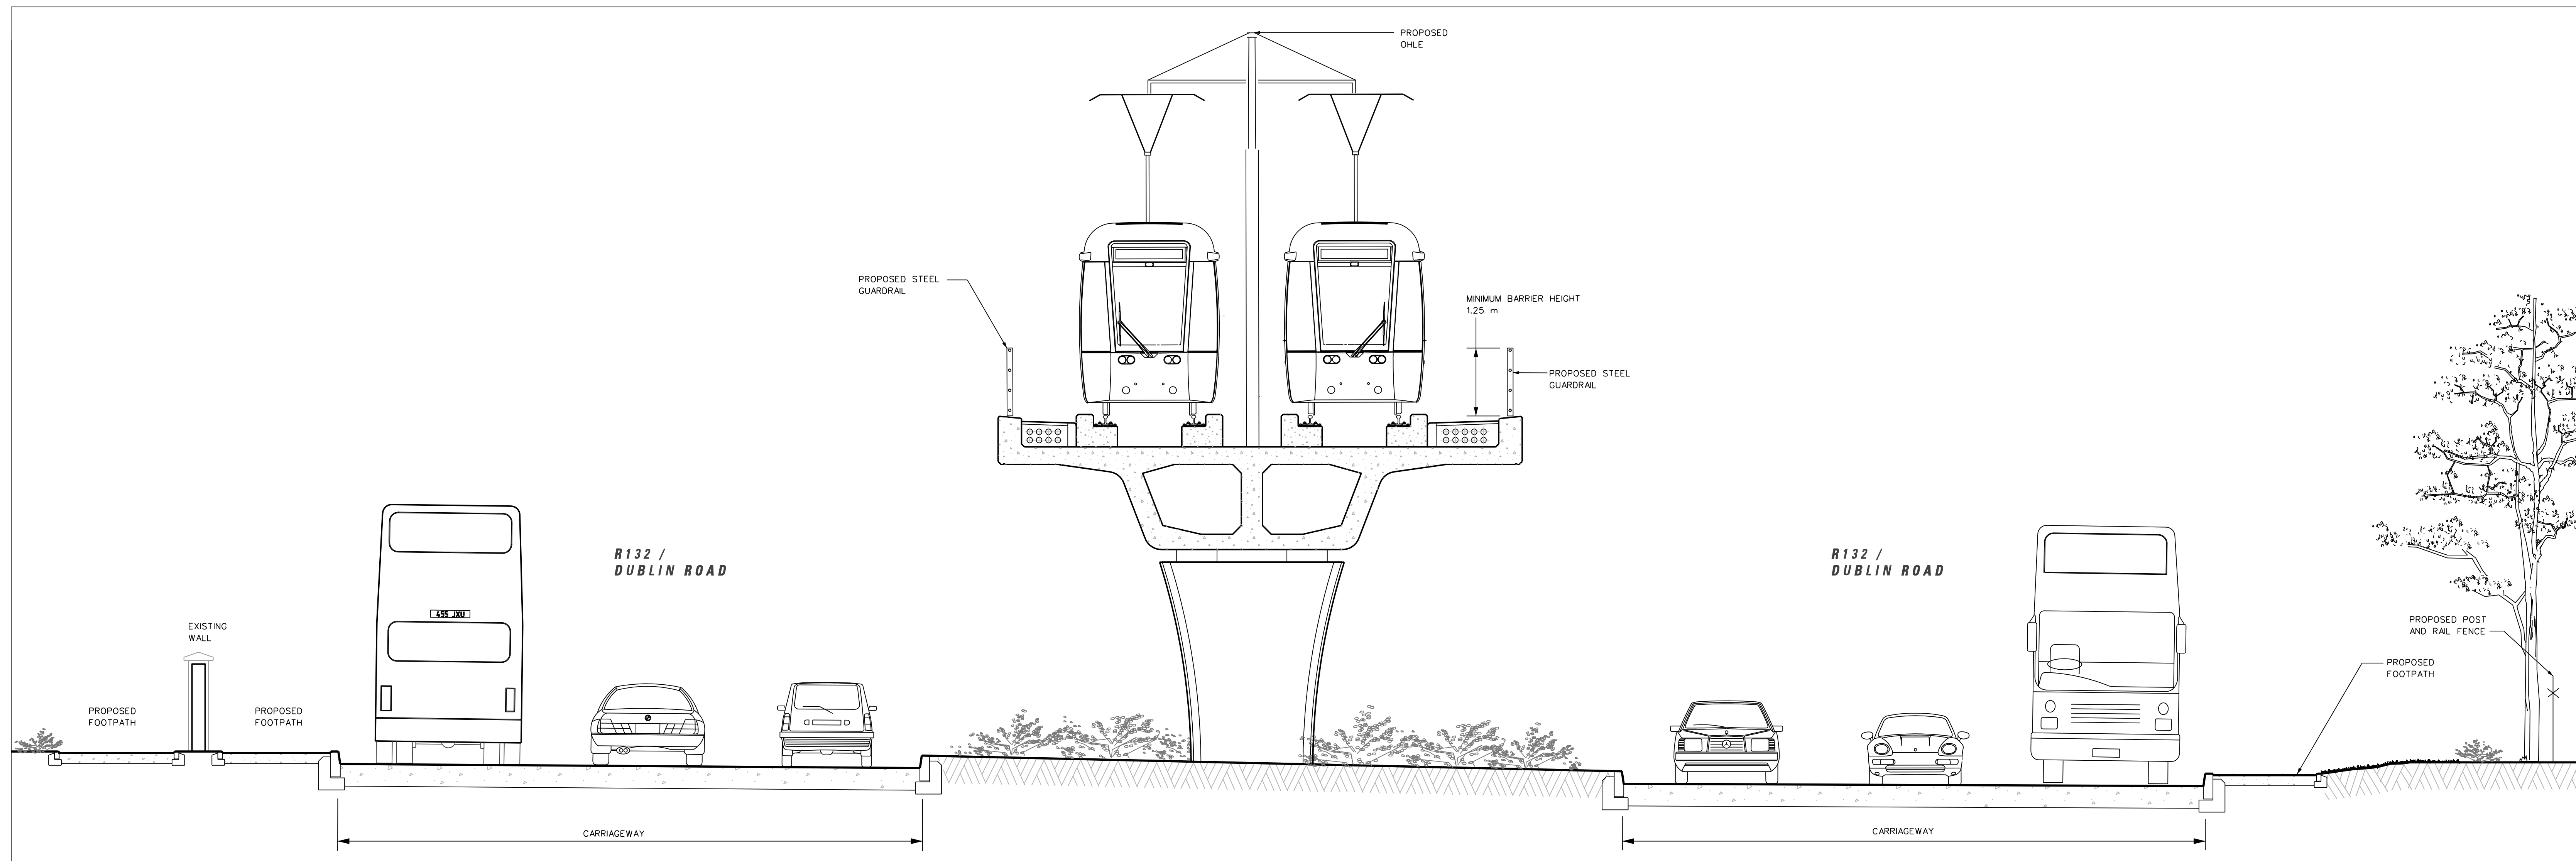 PROPOSED
OHLE
PROPOSED STEEL
GUARDRAIL
MINIMUM BARRIER HEIGHT
1.25 m
PROPOSED STEEL
GUARDRAIL
R132 /
DUBLIN ROAD
R132 /
DUBLIN ROAD
455 JXU
EXISTING
WALL
PROPOSED POST
AND RAIL FENCE
PROPOSED
FOOTPATH
PROPOSED
FOOTPATH
PROPOSED
FOOTPATH
CARRIAGEWAY
CARRIAGEWAY